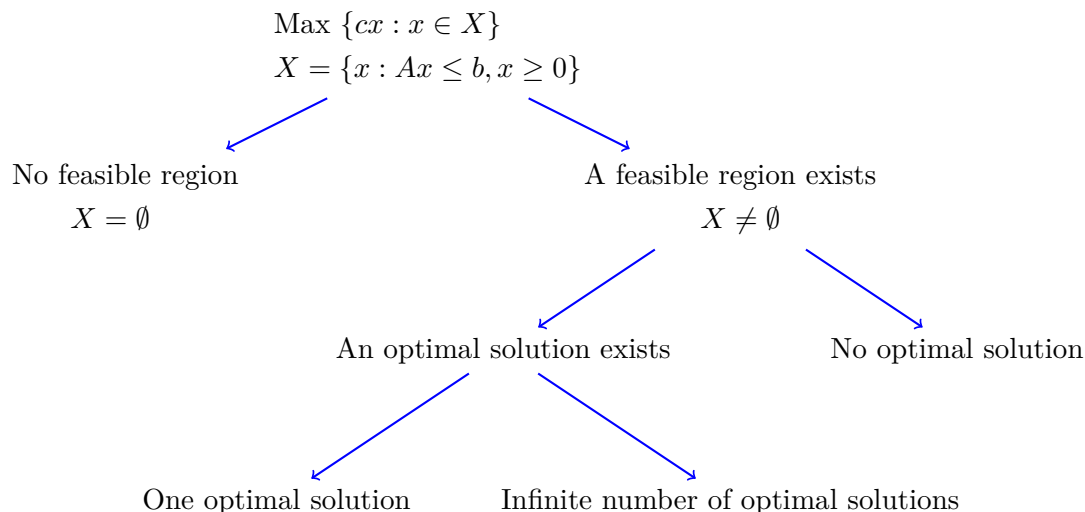 Max {cx : x ∈ X}
X = {x : Ax ≤ b, x ≥ 0}
No feasible region
X = ∅
A feasible region exists
X ≠ ∅
An optimal solution exists
No optimal solution
One optimal solution
Infinite number of optimal solutions